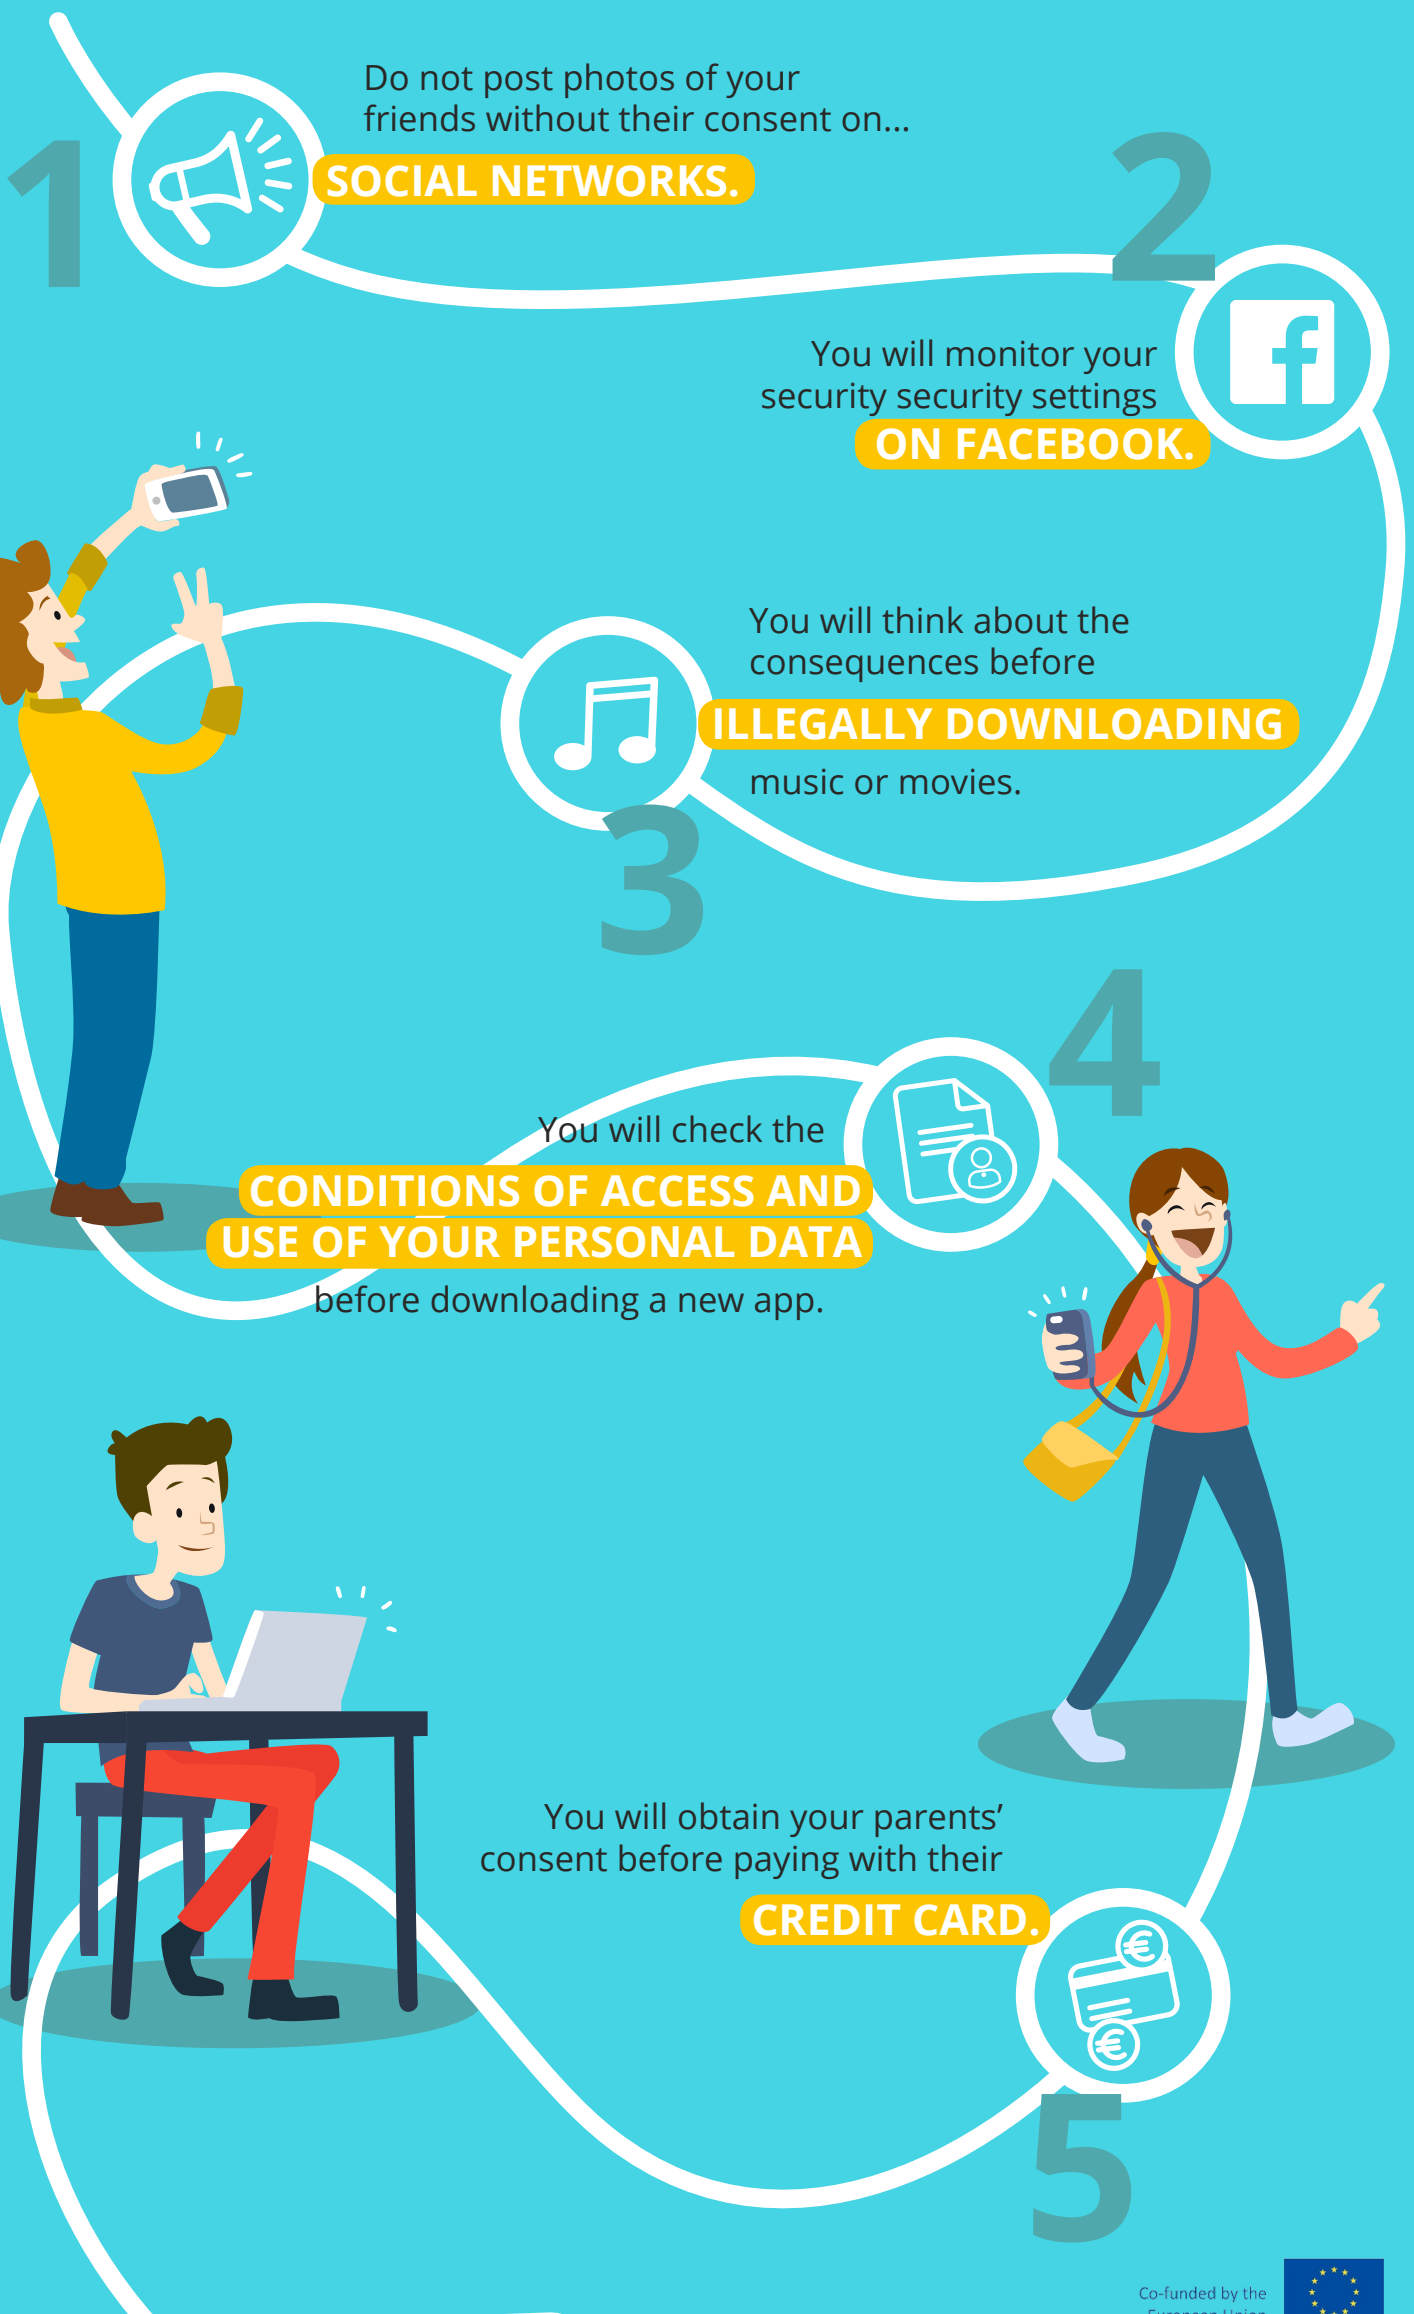 1
Do not post photos of your
friends without their consent on...
SOCIAL NETWORKS.
2
You will monitor your
security security settings
ON FACEBOOK.
You will think about the
consequences before
ILLEGALLY DOWNLOADING
music or movies.
3
4
You will check the
CONDITIONS OF ACCESS AND
USE OF YOUR PERSONAL DATA
before downloading a new app.
You will obtain your parents’
consent before paying with their
CREDIT CARD.
€
€
5
Co-funded by the
European Union